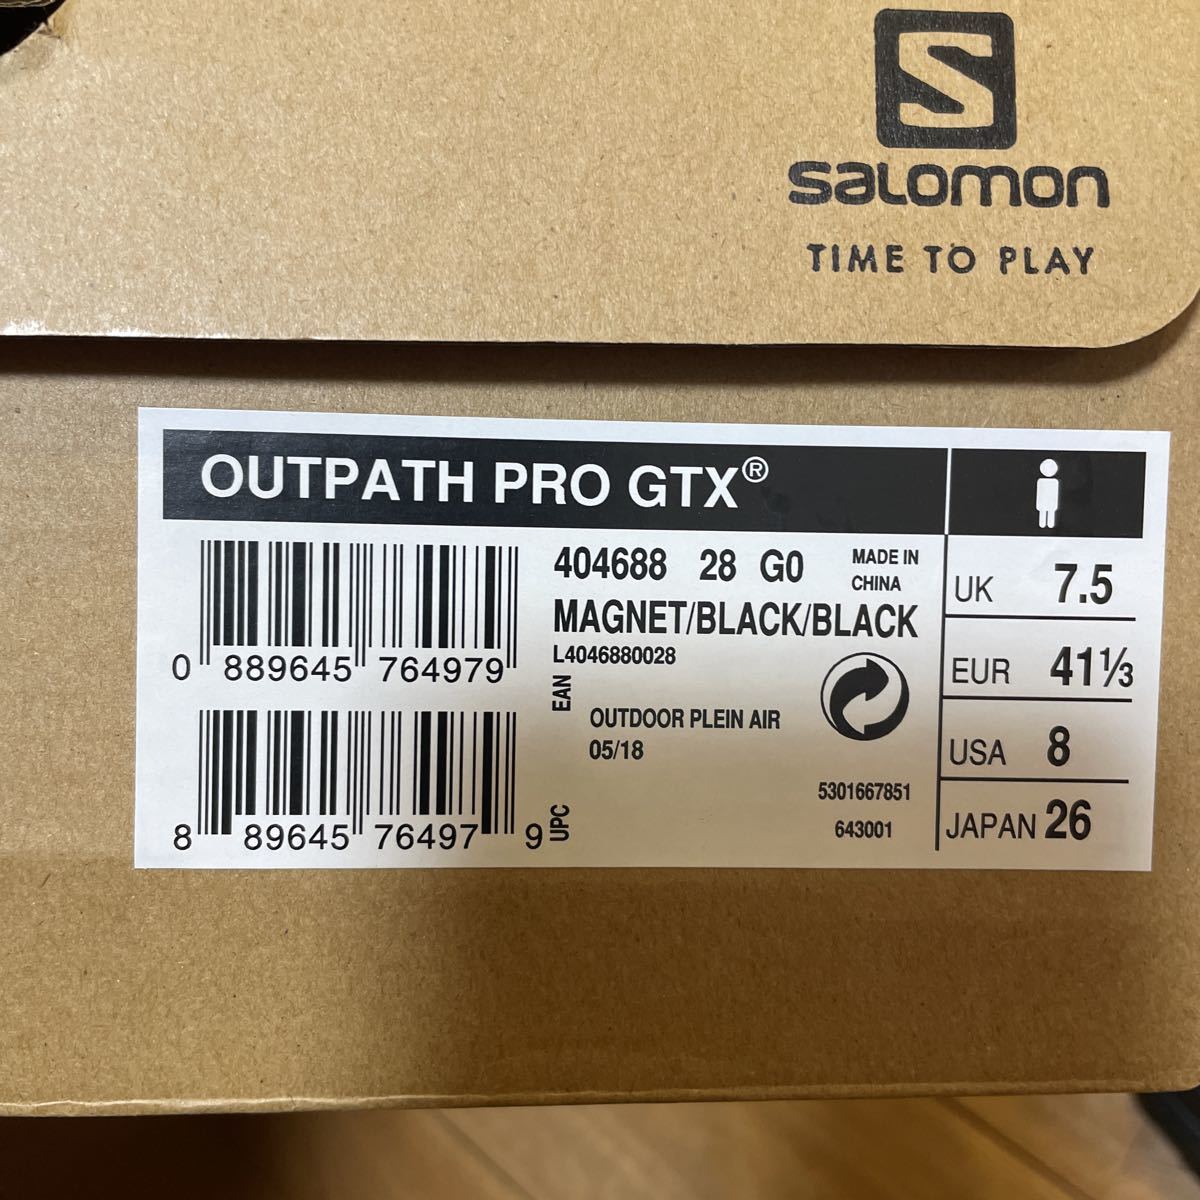 S
SALOMON
TIME TO PLAY
OUTPATH PRO GTX®
404688 28 G0
MADE IN CHINA
MAGNET/BLACK/BLACK
L4046880028
0 889645 764979
EAN
OUTDOOR PLEIN AIR
05/18
8 89645 76497 9
UPC
5301667851
643001
UK 7.5
EUR 41⅓
USA 8
JAPAN 26